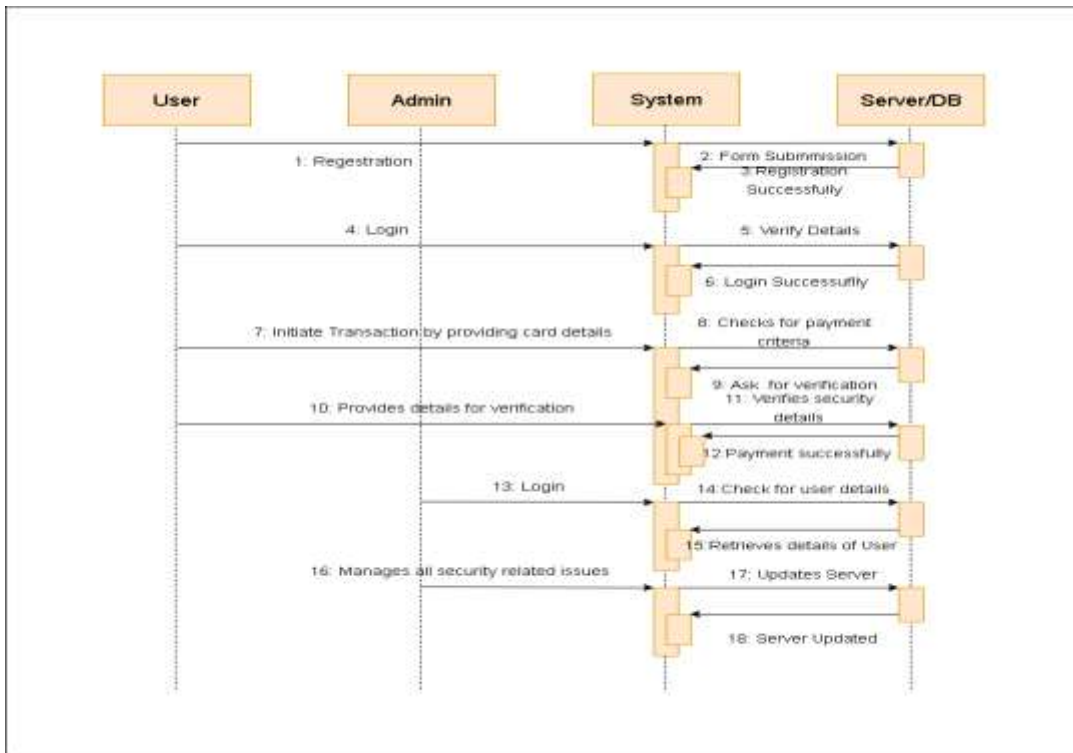 User
Admin
System
Server/DB
1: Regestration
2: Form Submmission
3:Registration
Successfully
4: Login
5: Verify Details
6: Login Successuflly
7: Initiate Transaction by providing card details
8: Checks for payment
criteria
9: Ask for verification
10: Provides details for verification
11: Verifies security
details
12:Payment successfully
13: Login
14:Check for user details
15:Retrieves details of User
16: Manages all security related issues
17: Updates Server
18: Server Updated